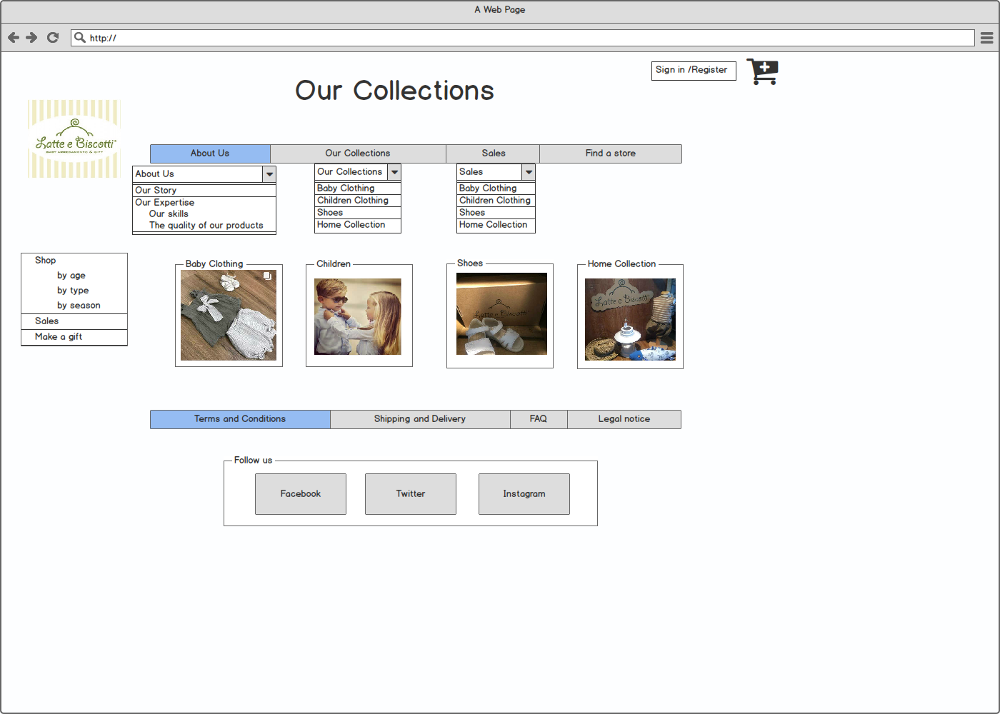 A Web Page
http://
Sign in /Register
Our Collections
Latte e Biscotti
BABY ARREDAMENTO & GIFT
About Us
Our Collections
Sales
Find a store
About Us
Our Story
Our Expertise
Our skills
The quality of our products
Our Collections
Baby Clothing
Children Clothing
Shoes
Home Collection
Sales
Baby Clothing
Children Clothing
Shoes
Home Collection
Shop
by age
by type
by season
Sales
Make a gift
Baby Clothing
Children
Shoes
Latte e Biscotti
Home Collection
Latte e Biscotti
Terms and Conditions
Shipping and Delivery
FAQ
Legal notice
Follow us
Facebook
Twitter
Instagram